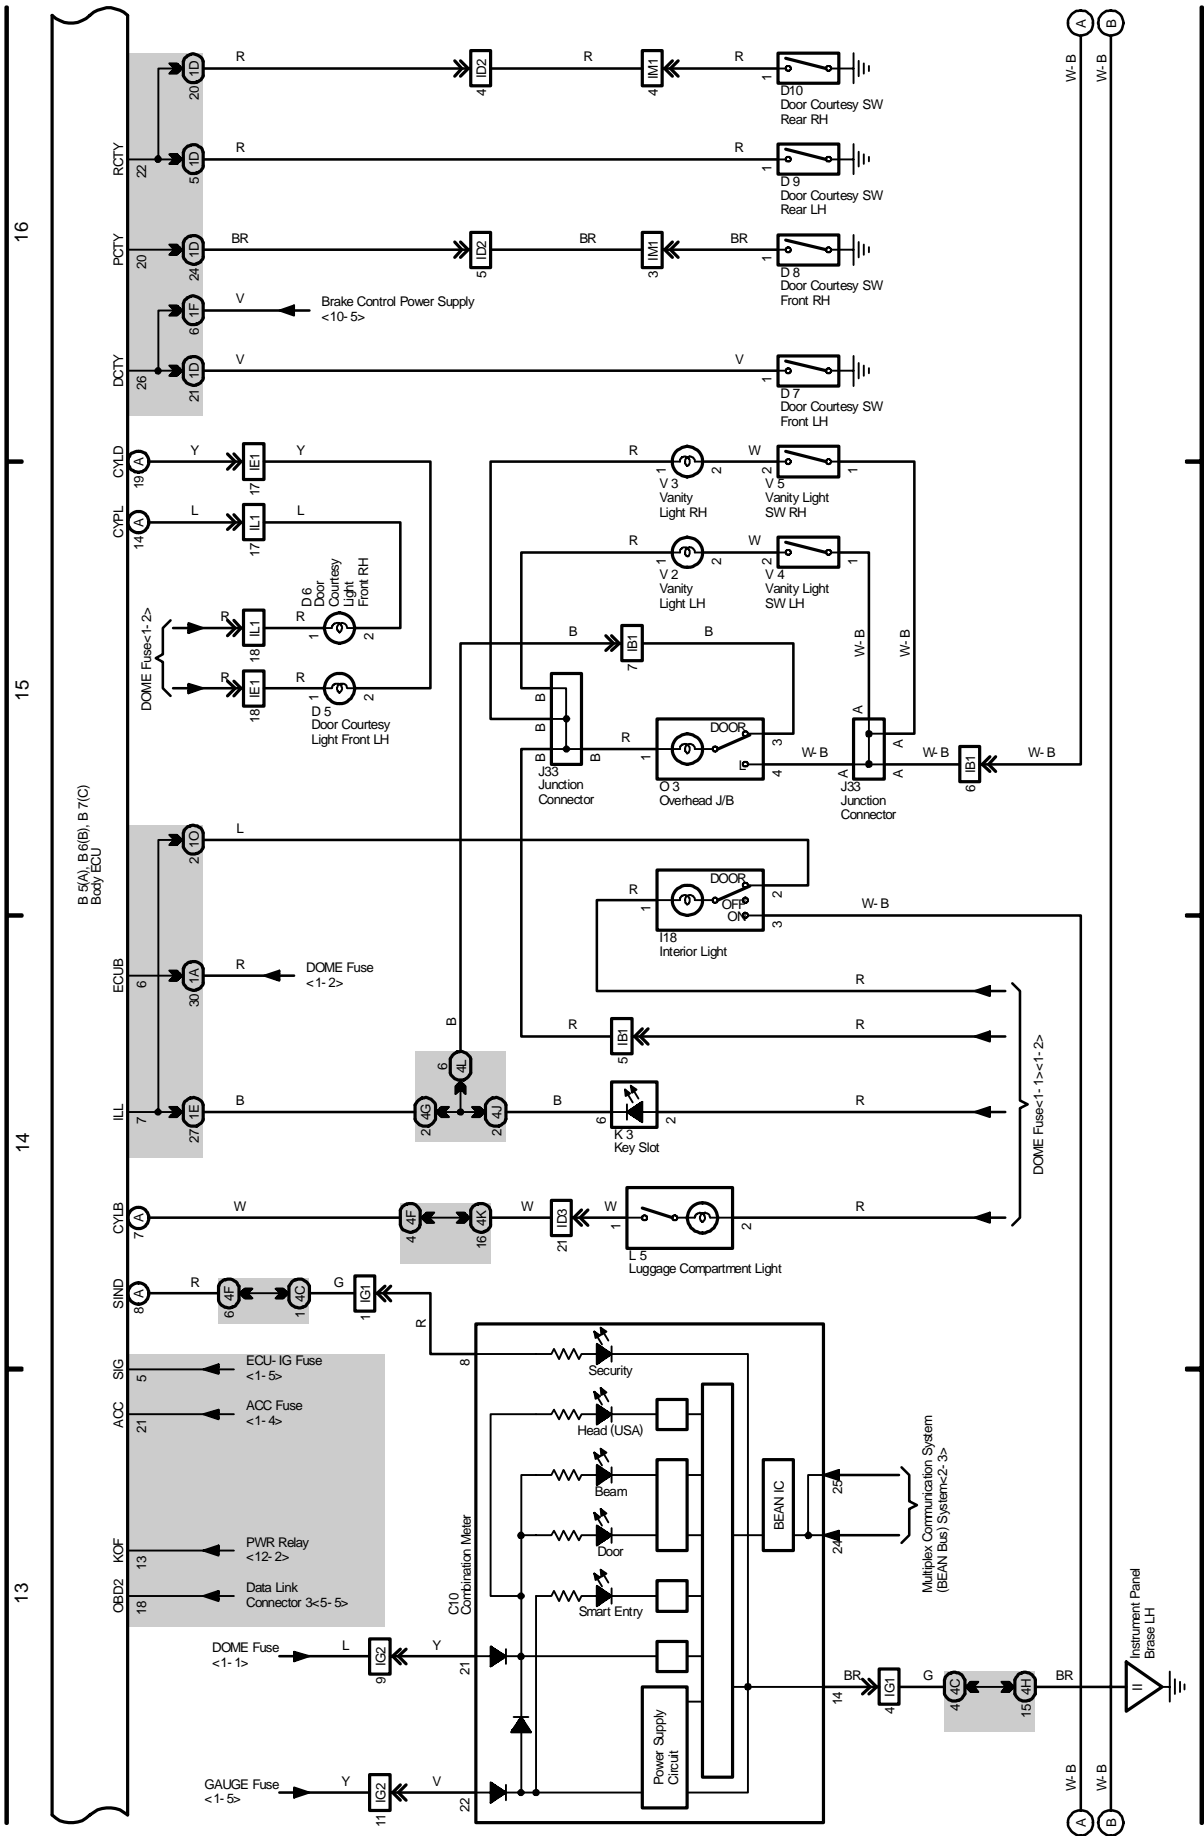 16
15
14
13
B 5(A), B 6(B), B 7(C)
Body ECU
RCTY
22
20
1D
R
ID2
4
R
IM1
4
R
1
D10
Door Courtesy SW
Rear RH
5
1D
R
R
1
D 9
Door Courtesy SW
Rear LH
PCTY
20
24
1D
BR
ID2
5
BR
IM1
3
BR
1
D 8
Door Courtesy SW
Front RH
DCTY
26
6
1F
V
Brake Control Power Supply
<10- 5>
21
1D
V
V
1
D 7
Door Courtesy SW
Front LH
CYLD
19
A
Y
IE1
17
Y
CYPL
14
A
L
IL1
17
L
DOME Fuse<1- 2>
R
IL1
18
R
1
2
D 6
Door
Courtesy
Light
Front RH
R
IE1
18
R
1
2
D 5
Door Courtesy
Light Front LH
R
1
2
V 3
Vanity
Light RH
W
2
1
V 5
Vanity Light
SW RH
R
1
2
V 2
Vanity
Light LH
W
2
1
V 4
Vanity Light
SW LH
W- B
W- B
B
IB1
7
B
B
B
B
B
J33
Junction
Connector
R
1
DOOR
L
3
4
O 3
Overhead J/B
W- B
A
A
A
A
J33
Junction
Connector
W- B
IB1
6
W- B
2
1O
L
R
1
DOOR
OFF
ON
2
3
I18
Interior Light
W- B
ECUB
6
30
1A
R
DOME Fuse
<1- 2>
R
B
R
IB1
5
R
ILL
7
27
1E
B
6
4L
2
4G
2
4J
B
6
2
K 3
Key Slot
R
DOME Fuse<1- 1><1- 2>
CYLB
7
A
W
4
4F
16
4K
W
ID3
21
W
1
2
L 5
Luggage Compartment Light
R
SIND
8
A
R
6
4F
1
4C
G
IG1
1
R
SIG
5
ECU- IG Fuse
<1- 5>
ACC
21
ACC Fuse
<1- 4>
KOF
13
PWR Relay
<12- 2>
OBD2
18
Data Link
Connector 3<5- 5>
C10
Combination Meter
8
Security
Head (USA)
Beam
Door
Smart Entry
BEAN IC
25
24
Multiplex Communication System
(BEAN Bus) System<2- 3>
DOME Fuse
<1- 1>
L
IG2
9
Y
21
GAUGE Fuse
<1- 5>
Y
IG2
11
V
22
Power Supply
Circuit
14
BR
IG1
4
G
4
4C
15
4H
BR
II
Instrument Panel
Brase LH
A
B
W- B
W- B
W- B
W- B
A
B